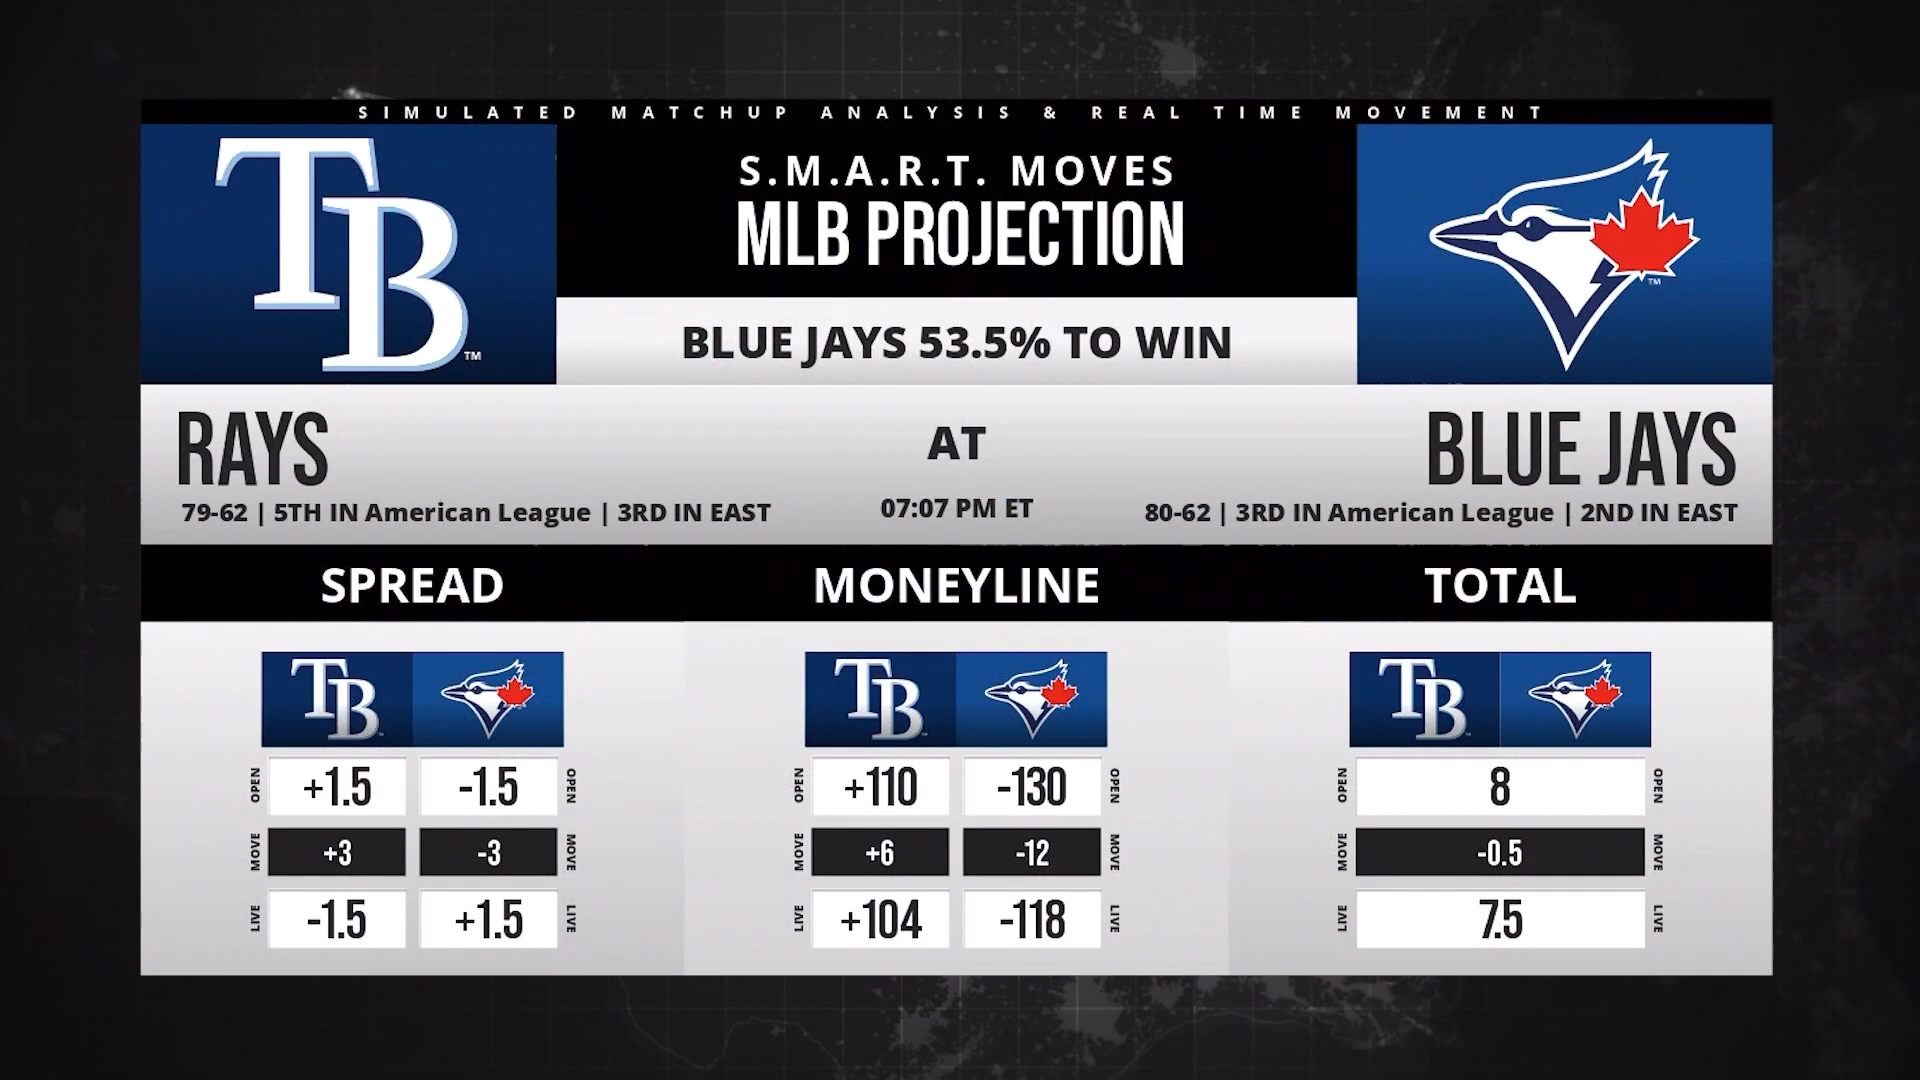 SIMULATED MATCHUP ANALYSIS & REAL TIME MOVEMENT
TB
TM
S.M.A.R.T. MOVES
MLB PROJECTION
BLUE JAYS 53.5% TO WIN
TM
RAYS
AT
BLUE JAYS
79-62 | 5TH IN American League | 3RD IN EAST
07:07 PM ET
80-62 | 3RD IN American League | 2ND IN EAST
SPREAD
MONEYLINE
TOTAL
TB
TB
TB
OPEN +1.5 -1.5 OPEN
OPEN +110 -130 OPEN
OPEN 8 OPEN
MOVE +3 -3 MOVE
MOVE +6 -12 MOVE
MOVE -0.5 MOVE
LIVE -1.5 +1.5 LIVE
LIVE +104 -118 LIVE
LIVE 7.5 LIVE